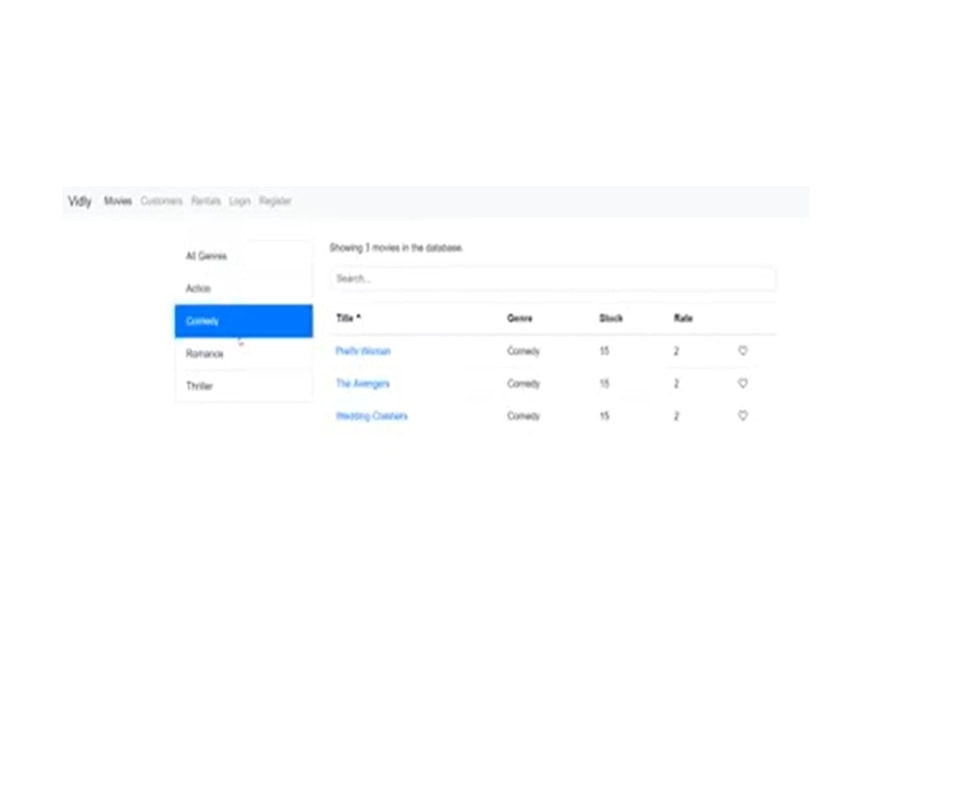 Vidly Movies Customers Rentals Login Register
All Genres
Action
Comedy
Romance
Thriller
Showing 3 movies in the database.
Search...
Title Genre Stock Rate
Pretty Woman Comedy 15 2
The Avengers Comedy 15 2
Wedding Crashers Comedy 15 2